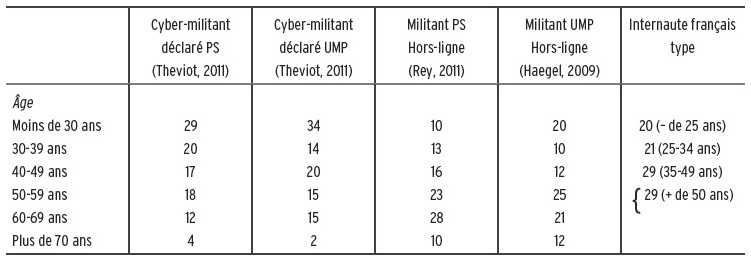 Cyber-militant Cyber-militant Militant PS Militant UMP Internaute français
déclaré PS déclaré UMP Hors-ligne Hors-ligne type
(Theviot, 2011) (Theviot, 2011) (Rey, 2011) (Haegel, 2009)
Âge
Moins de 30 ans 29 34 10 20 20 (- de 25 ans)
30-39 ans 20 14 13 10 21 (25-34 ans)
40-49 ans 17 20 16 12 29 (35-49 ans)
50-59 ans 18 15 23 25 { 29 (+ de 50 ans)
60-69 ans 12 15 28 21
Plus de 70 ans 4 2 10 12